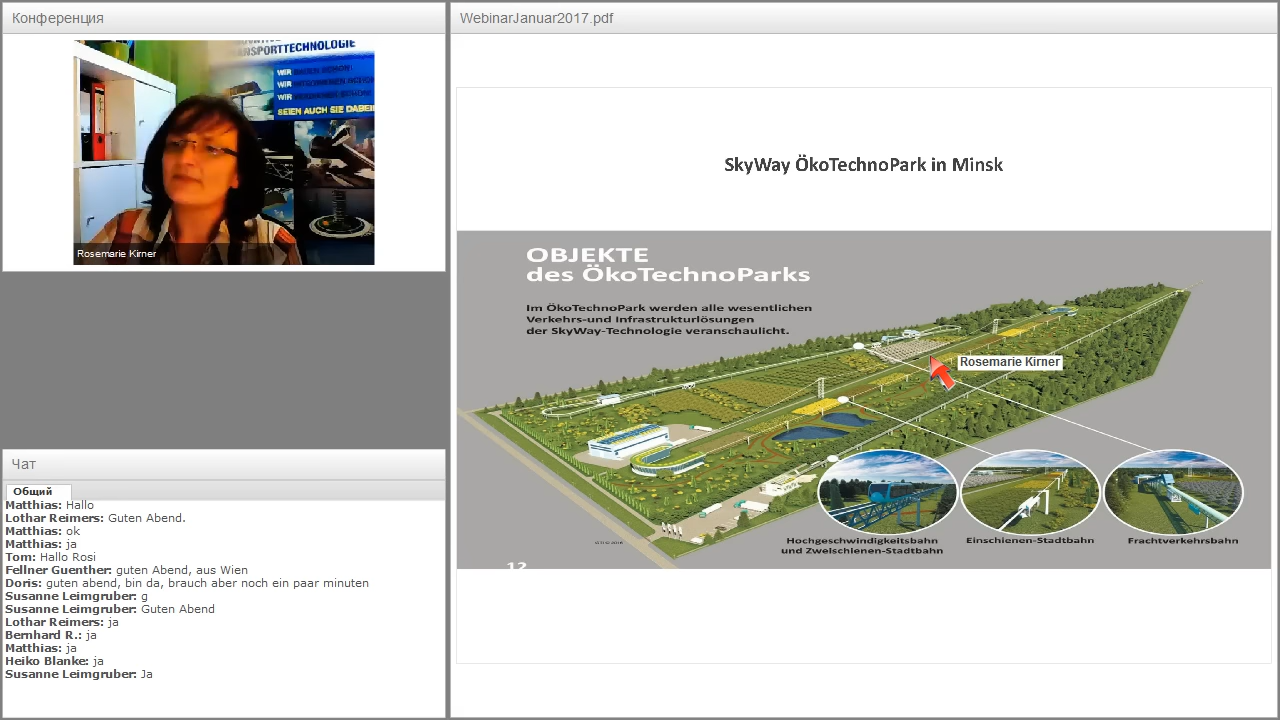 Конференция
WebinarJanuar2017.pdf
TRANSPORTTECHNOLOGIE
WIR
WIR
WIR
SEIEN AUCH SIE DABEI
Rosemarie Kirner
SkyWay ÖkoTechnoPark in Minsk
OBJEKTE
des ÖkoTechnoParks
Im ÖkoTechnoPark werden alle wesentlichen
Verkehrs-und Infrastrukturlösungen
der SkyWay-Technologie veranschaulicht.
Rosemarie Kirner
Hochgeschwindigkeitsbahn
und Zweischienen-Stadtbahn
Einschienen-Stadtbahn
Frachtverkehrsbahn
12
Чат
Общий
Matthias: Hallo
Lothar Reimers: Guten Abend.
Matthias: ok
Matthias: ja
Tom: Hallo Rosi
Fellner Guenther: guten Abend, aus Wien
Doris: guten abend, bin da, brauch aber noch ein paar minuten
Susanne Leimgruber: g
Susanne Leimgruber: Guten Abend
Lothar Reimers: ja
Bernhard R.: ja
Matthias: ja
Heiko Blanke: ja
Susanne Leimgruber: Ja